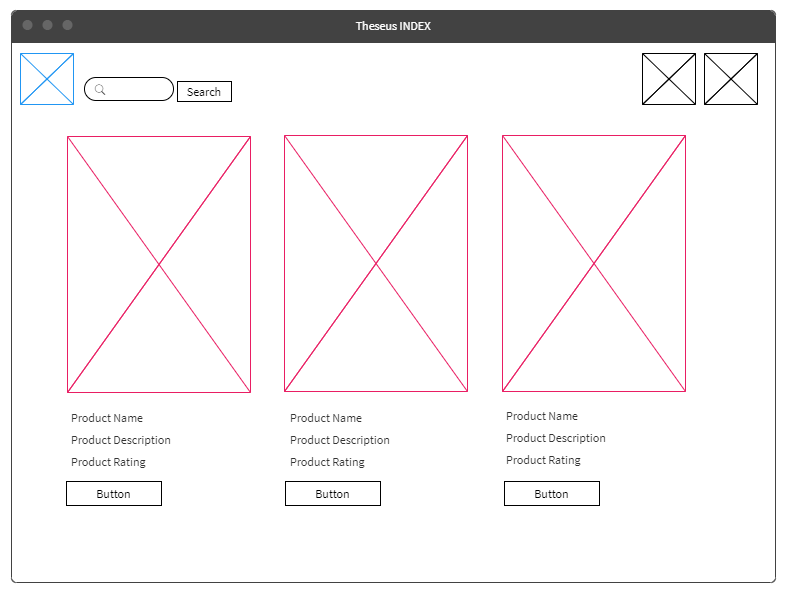 Theseus INDEX
Search
Product Name
Product Description
Product Rating
Button
Product Name
Product Description
Product Rating
Button
Product Name
Product Description
Product Rating
Button